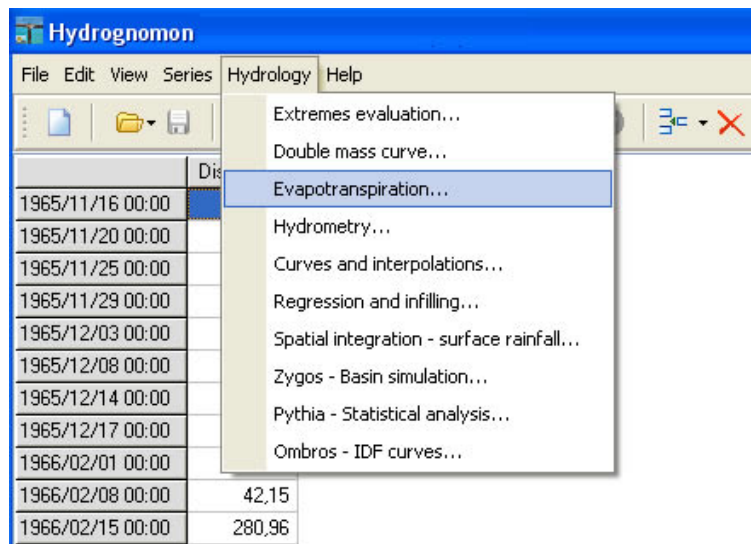 Hydrognomon
File Edit View Series Hydrology Help
Extremes evaluation...
Double mass curve...
Evapotranspiration...
Hydrometry...
Curves and interpolations...
Regression and infilling...
Spatial integration - surface rainfall...
Zygos - Basin simulation...
Pythia - Statistical analysis...
Ombros - IDF curves...
Dis
1965/11/16 00:00
1965/11/20 00:00
1965/11/25 00:00
1965/11/29 00:00
1965/12/03 00:00
1965/12/08 00:00
1965/12/14 00:00
1965/12/17 00:00
1966/02/01 00:00
1966/02/08 00:00 42,15
1966/02/15 00:00 280,96